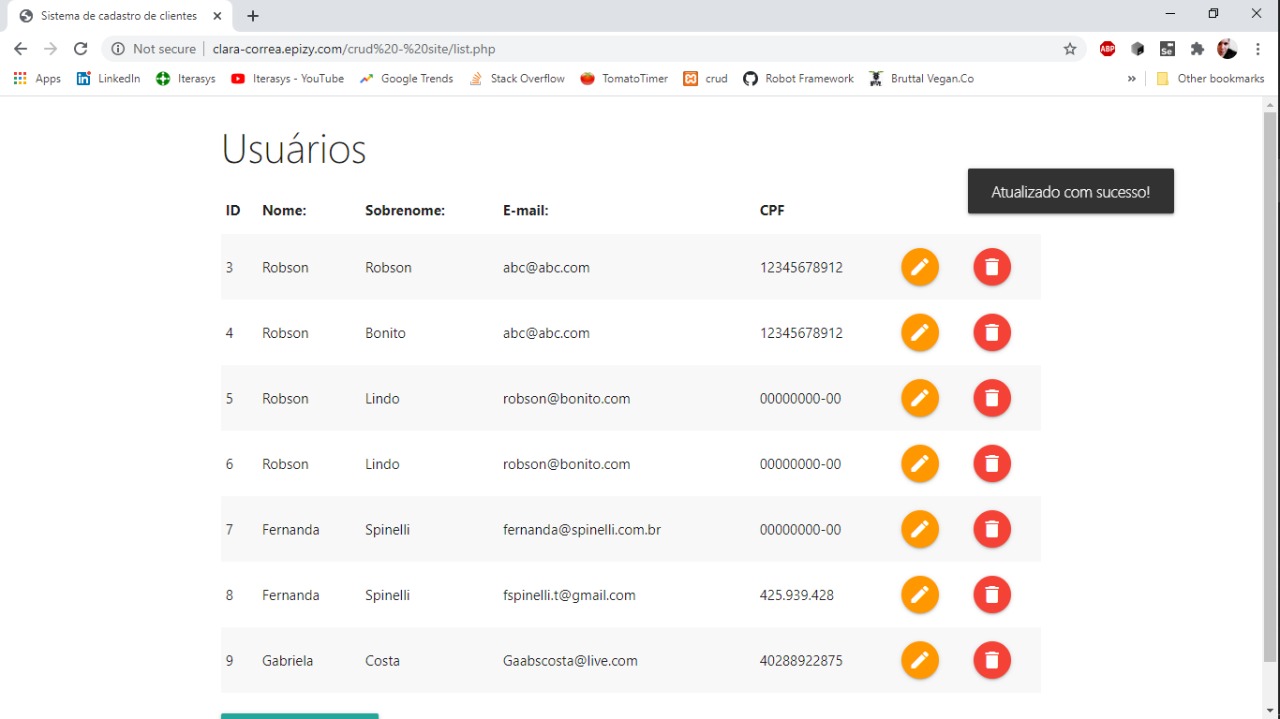 Sistema de cadastro de clientes
Not secure | clara-correa.epizy.com/crud%20-%20site/list.php
ABP
Se
Apps LinkedIn Iterasys Iterasys - YouTube Google Trends Stack Overflow TomatoTimer crud Robot Framework Bruttal Vegan.Co » Other bookmarks
Usuários
Atualizado com sucesso!
ID Nome: Sobrenome: E-mail: CPF
3 Robson Robson abc@abc.com 12345678912
4 Robson Bonito abc@abc.com 12345678912
5 Robson Lindo robson@bonito.com 00000000-00
6 Robson Lindo robson@bonito.com 00000000-00
7 Fernanda Spinelli fernanda@spinelli.com.br 00000000-00
8 Fernanda Spinelli fspinelli.t@gmail.com 425.939.428
9 Gabriela Costa Gaabscosta@live.com 40288922875